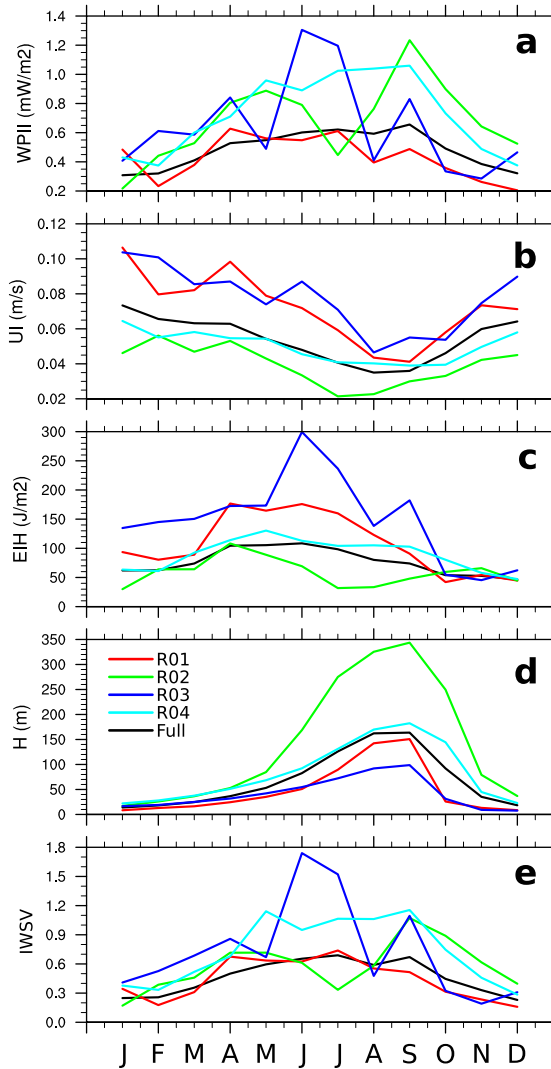 a
WPII (mW/m2)
1.4
1.2
1.0
0.8
0.6
0.4
0.2
b
UI (m/s)
0.12
0.10
0.08
0.06
0.04
0.02
c
EIH (J/m2)
300
250
200
150
100
50
0
d
H (m)
350
300
250
200
150
100
50
0
R01
R02
R03
R04
Full
e
IWSV
1.8
1.5
1.2
0.9
0.6
0.3
0.0
J F M A M J J A S O N D